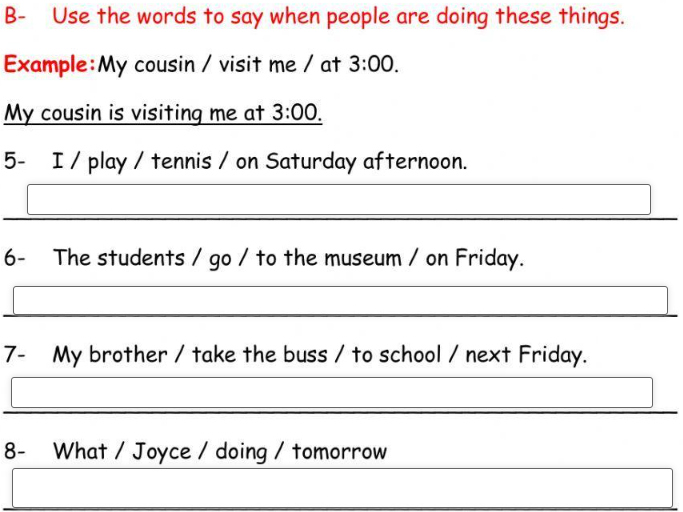 B- Use the words to say when people are doing these things.
Example:My cousin / visit me / at 3:00.
My cousin is visiting me at 3:00.
5- I / play / tennis / on Saturday afternoon.
6- The students / go / to the museum / on Friday.
7- My brother / take the buss / to school / next Friday.
8- What / Joyce / doing / tomorrow